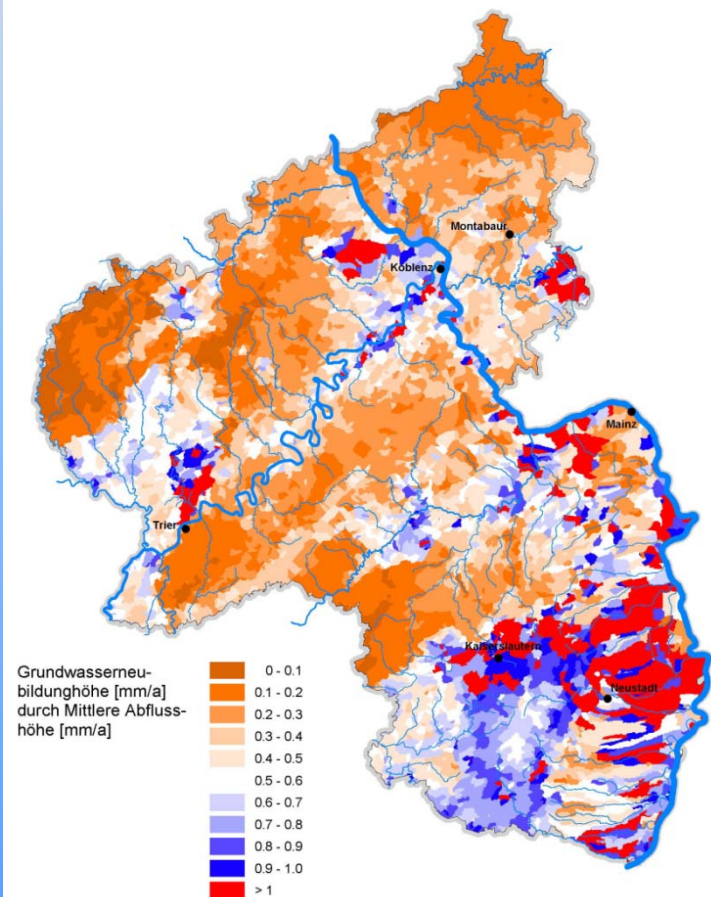 Montabaur
Koblenz
Mainz
Trier
Kaiserslautern
Neustadt
Grundwasserneu-
bildunghöhe [mm/a]
durch Mittlere Abfluss-
höhe [mm/a]
0 - 0.1
0.1 - 0.2
0.2 - 0.3
0.3 - 0.4
0.4 - 0.5
0.5 - 0.6
0.6 - 0.7
0.7 - 0.8
0.8 - 0.9
0.9 - 1.0
> 1